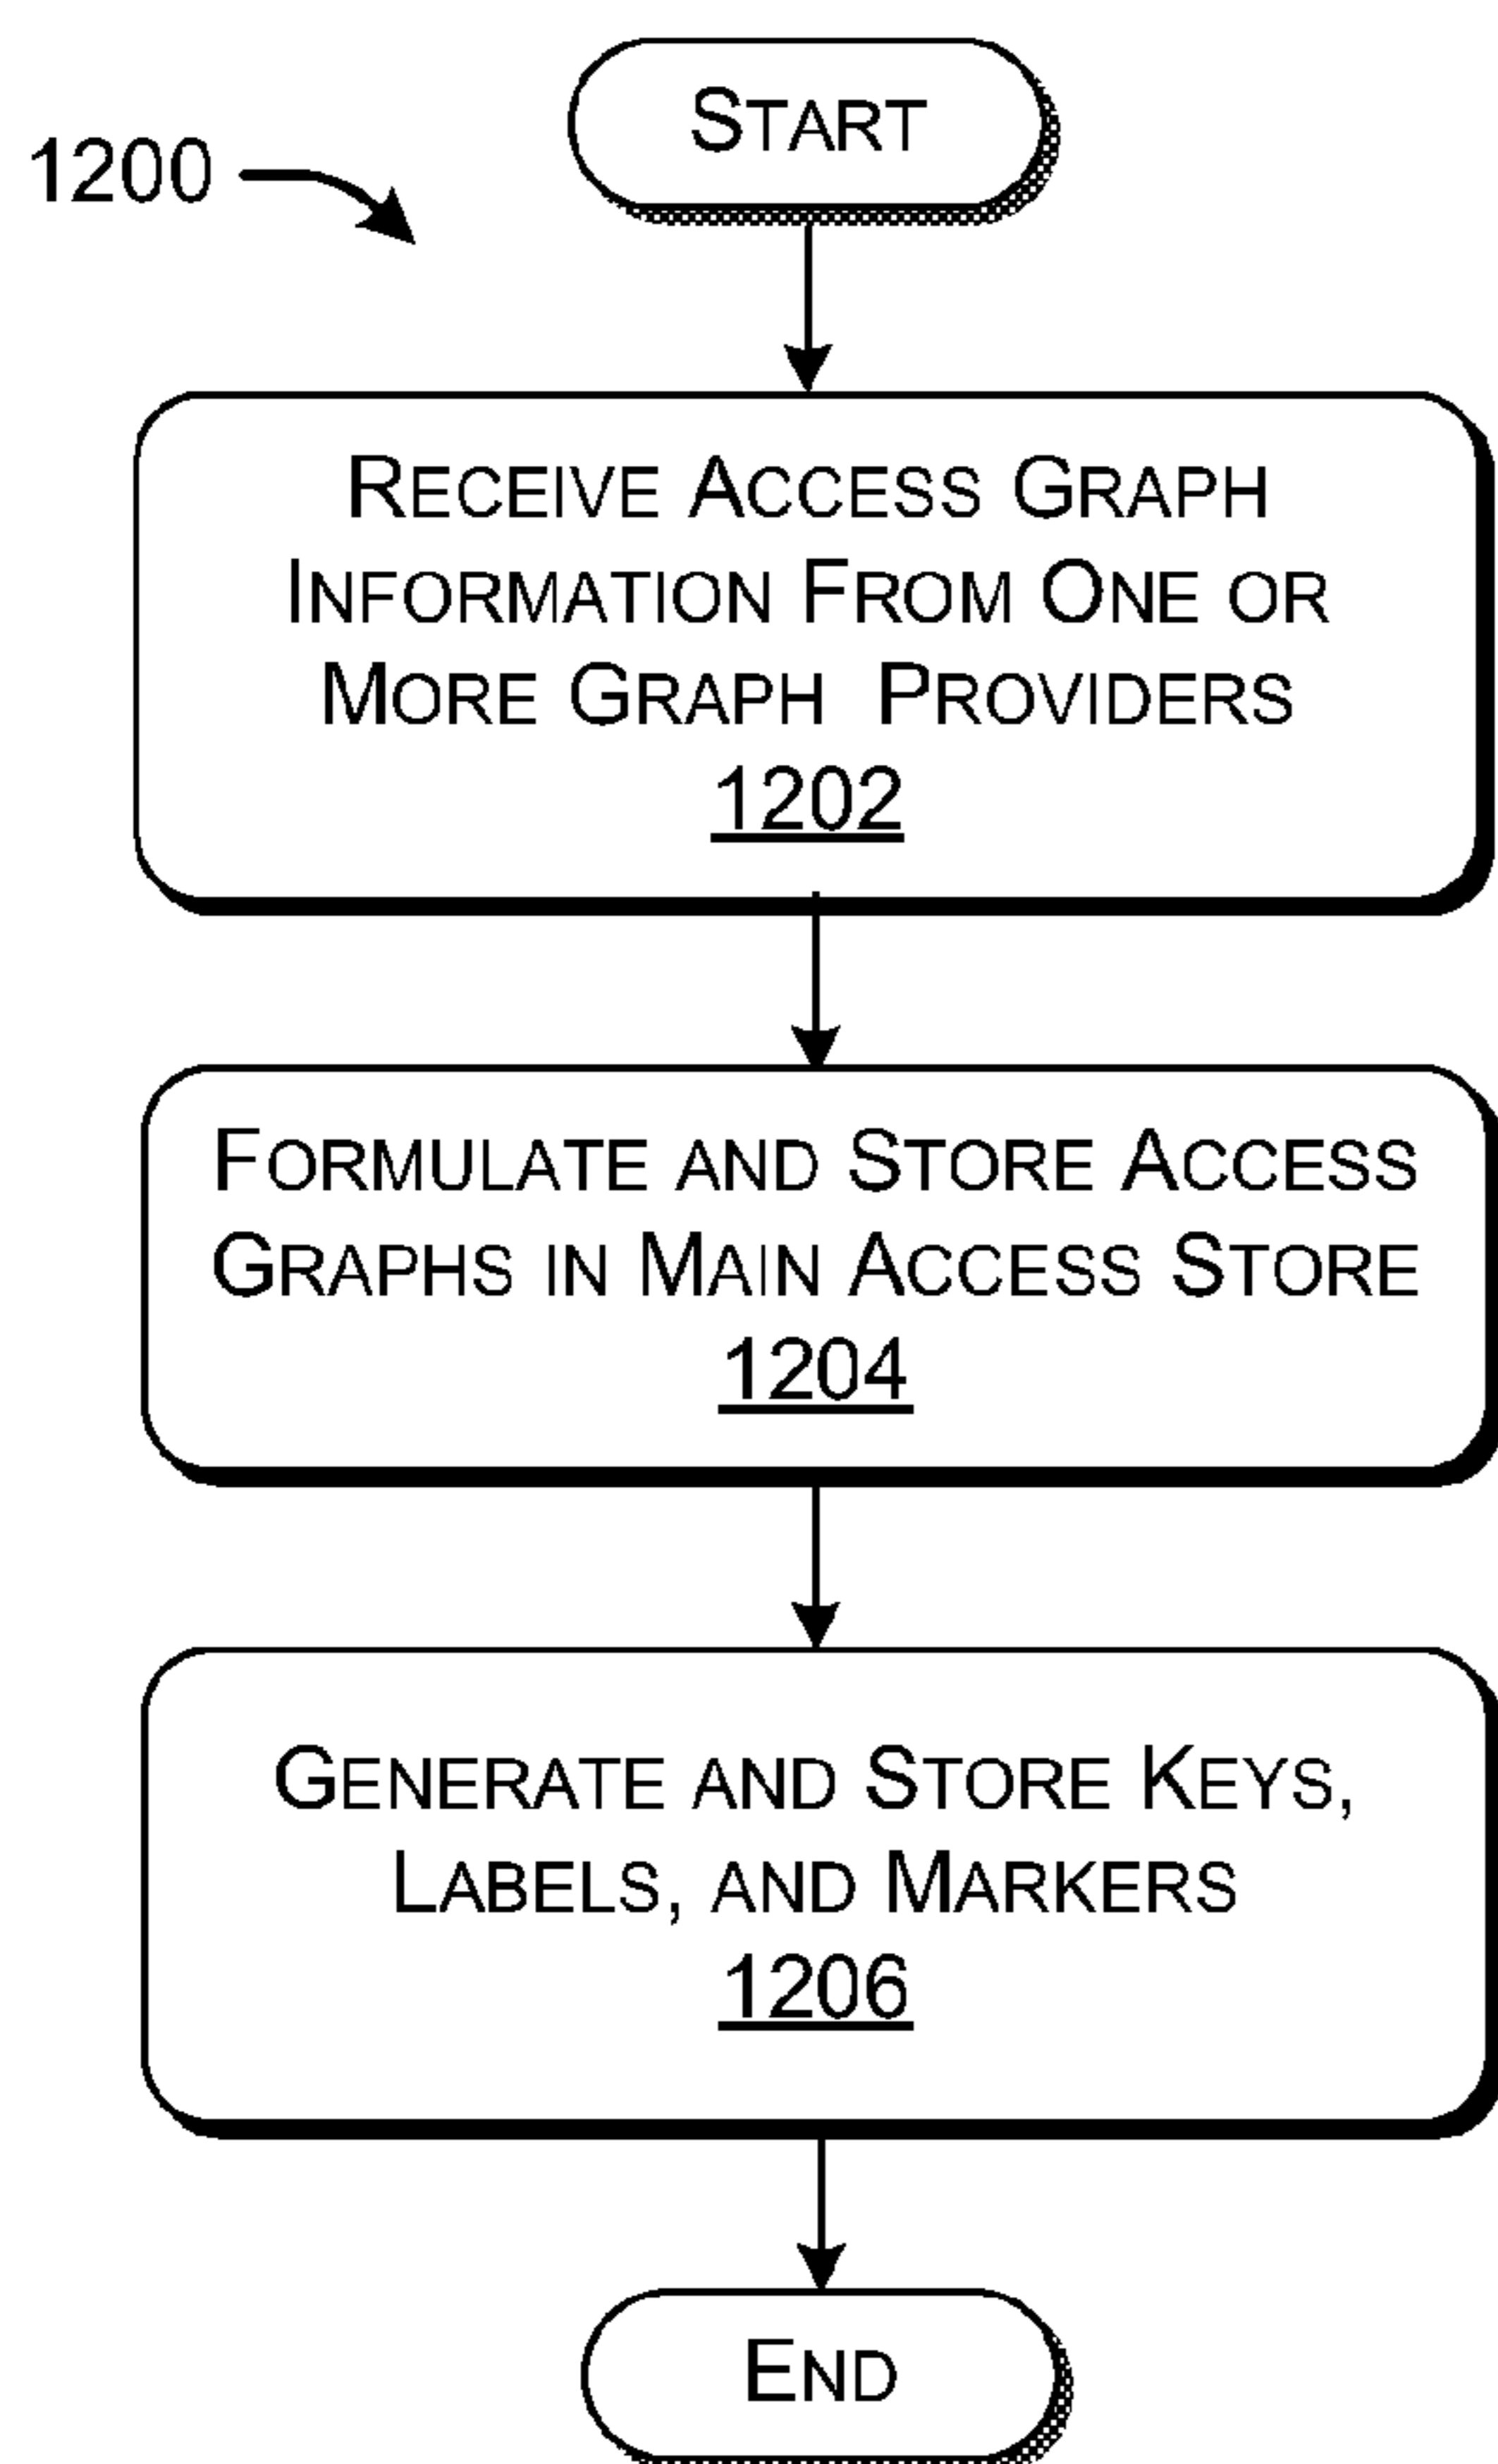 START
1200
RECEIVE ACCESS GRAPH
INFORMATION FROM ONE OR
MORE GRAPH PROVIDERS
1202
FORMULATE AND STORE ACCESS
GRAPHS IN MAIN ACCESS STORE
1204
GENERATE AND STORE KEYS,
LABELS, AND MARKERS
1206
END